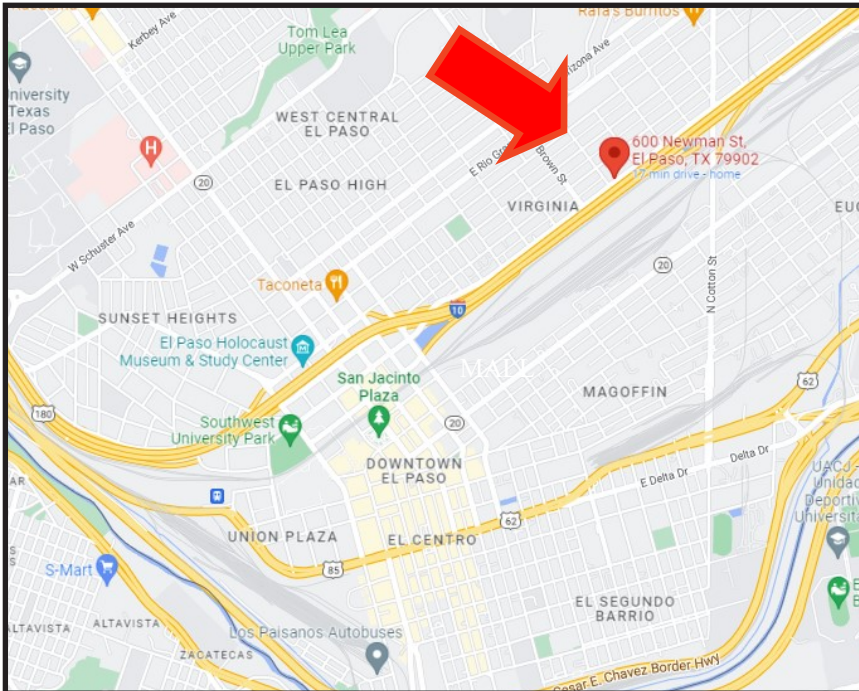 Rafa's Burritos
Kerbey Ave
Tom Lea
Upper Park
Arizona Ave
University
Texas
El Paso
WEST CENTRAL
EL PASO
H
600 Newman St,
El Paso, TX 79902
17 min drive - home
E Rio Gra
Brown St
20
EL PASO HIGH
VIRGINIA
W Schuster Ave
20
N Cotton St
Taconeta
10
SUNSET HEIGHTS
El Paso Holocaust
Museum & Study Center
MALL
San Jacinto
Plaza
MAGOFFIN
62
180
Southwest
University Park
20
DOWNTOWN
EL PASO
E Delta Dr
Delta Dr
UACJ -
Unidad
Deportiv
Universita
62
UNION PLAZA
EL CENTRO
85
S-Mart
EL SEGUNDO
BARRIO
ALTAVISTA
ALTAVISTA
Los Paisanos Autobuses
ZACATECAS
Cesar E. Chavez Border Hwy